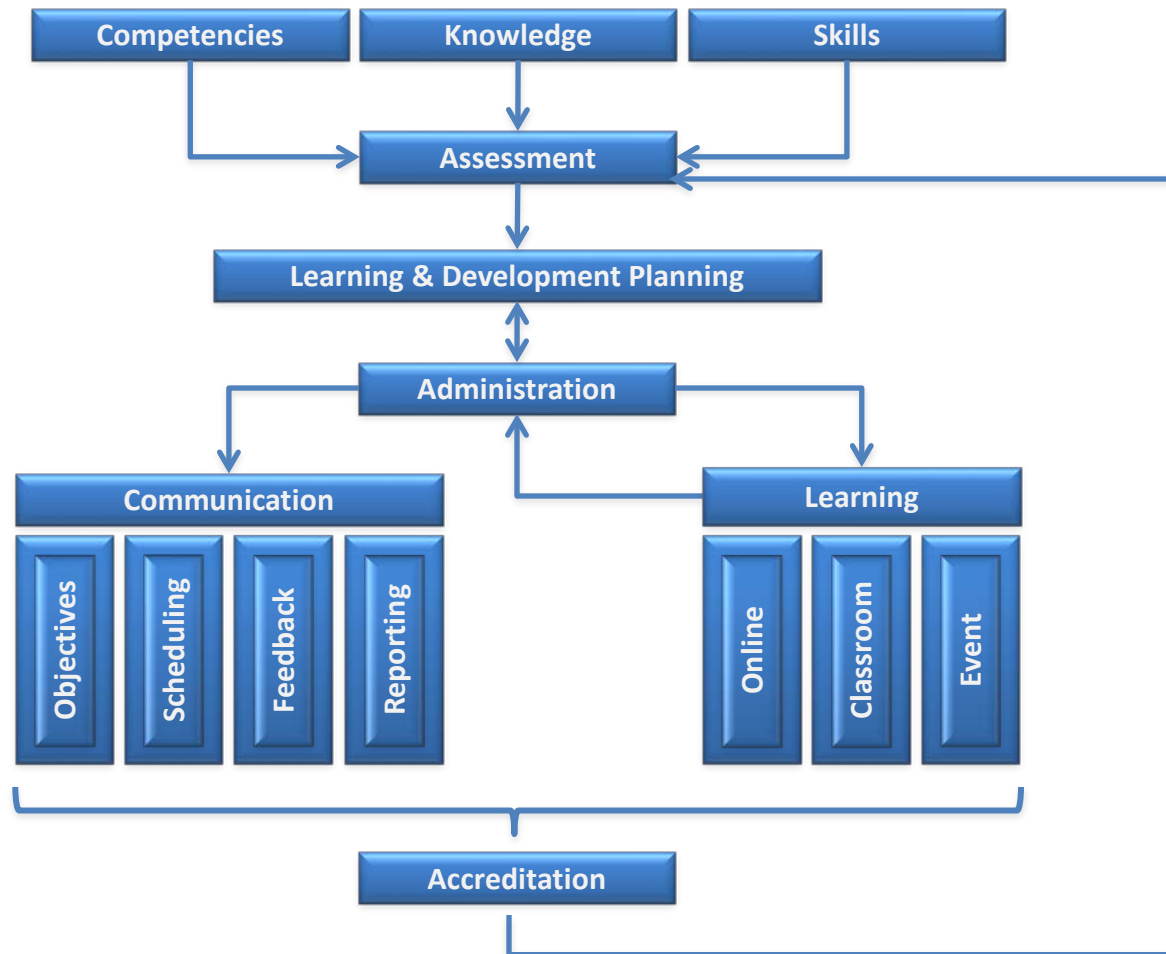 Competencies
Knowledge
Skills
Assessment
Learning & Development Planning
Administration
Communication
Learning
Objectives
Scheduling
Feedback
Reporting
Online
Classroom
Event
Accreditation